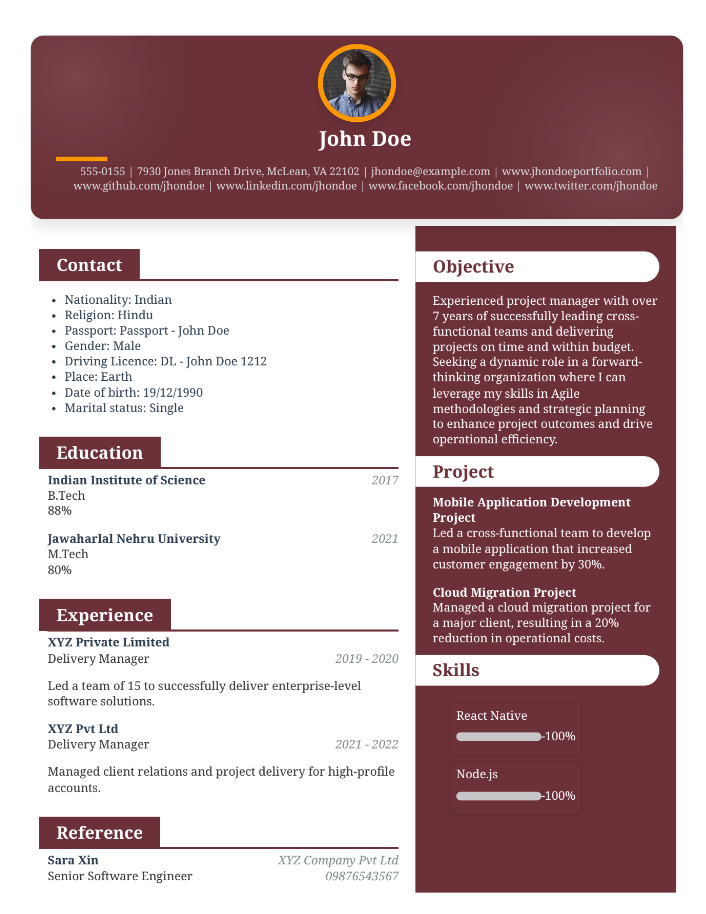 John Doe
555-0155 | 7930 Jones Branch Drive, McLean, VA 22102 | jhondoe@example.com | www.jhondoeportfolio.com |
www.github.com/jhondoe | www.linkedin.com/jhondoe | www.facebook.com/jhondoe | www.twitter.com/jhondoe
Contact
• Nationality: Indian
• Religion: Hindu
• Passport: Passport - John Doe
• Gender: Male
• Driving Licence: DL - John Doe 1212
• Place: Earth
• Date of birth: 19/12/1990
• Marital status: Single
Education
Indian Institute of Science 2017
B.Tech
88%
Jawaharlal Nehru University 2021
M.Tech
80%
Experience
XYZ Private Limited
Delivery Manager 2019 - 2020
Led a team of 15 to successfully deliver enterprise-level
software solutions.
XYZ Pvt Ltd
Delivery Manager 2021 - 2022
Managed client relations and project delivery for high-profile
accounts.
Reference
Sara Xin XYZ Company Pvt Ltd
Senior Software Engineer 09876543567
Objective
Experienced project manager with over
7 years of successfully leading cross-
functional teams and delivering
projects on time and within budget.
Seeking a dynamic role in a forward-
thinking organization where I can
leverage my skills in Agile
methodologies and strategic planning
to enhance project outcomes and drive
operational efficiency.
Project
Mobile Application Development
Project
Led a cross-functional team to develop
a mobile application that increased
customer engagement by 30%.
Cloud Migration Project
Managed a cloud migration project for
a major client, resulting in a 20%
reduction in operational costs.
Skills
React Native
-100%
Node.js
-100%